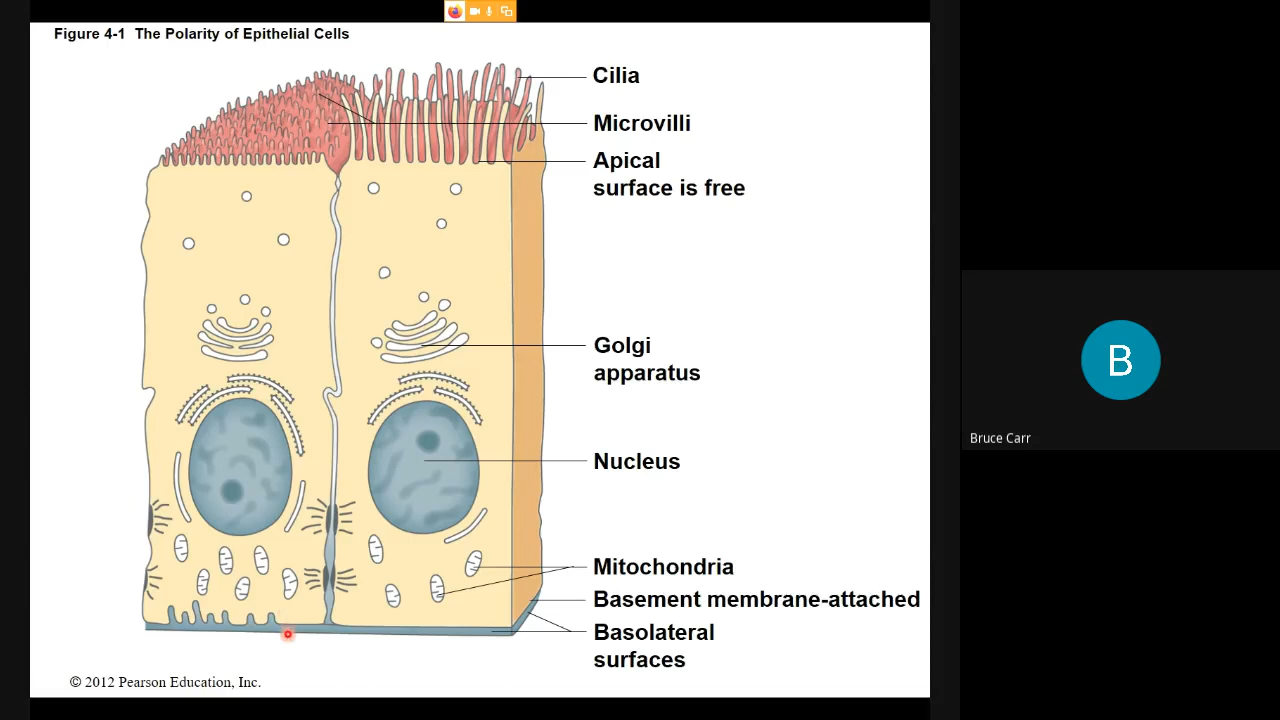 Figure 4-1 The Polarity of Epithelial Cells
Cilia
Microvilli
Apical
surface is free
Golgi
apparatus
Nucleus
Mitochondria
Basement membrane-attached
Basolateral
surfaces
© 2012 Pearson Education, Inc.
B
Bruce Carr